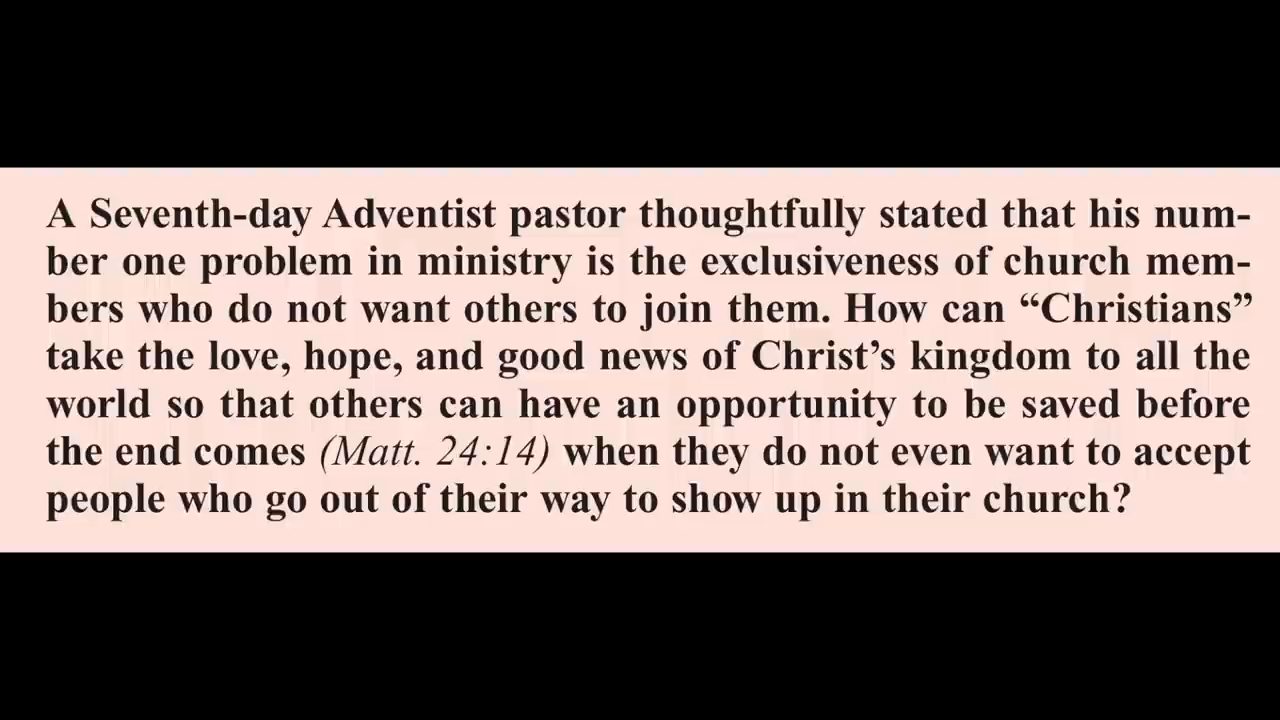 A Seventh-day Adventist pastor thoughtfully stated that his num-
ber one problem in ministry is the exclusiveness of church mem-
bers who do not want others to join them. How can “Christians”
take the love, hope, and good news of Christ’s kingdom to all the
world so that others can have an opportunity to be saved before
the end comes (Matt. 24:14) when they do not even want to accept
people who go out of their way to show up in their church?